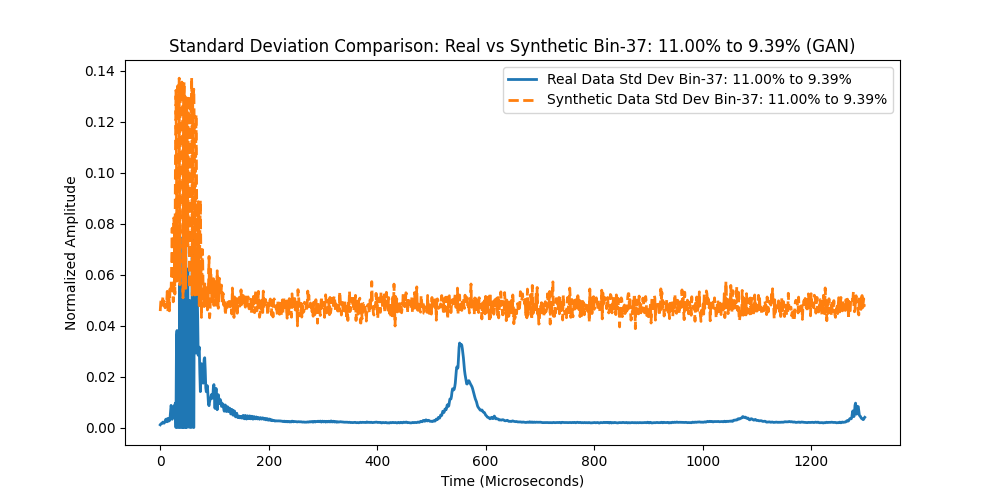 Standard Deviation Comparison: Real vs Synthetic Bin-37: 11.00% to 9.39% (GAN)
Real Data Std Dev Bin-37: 11.00% to 9.39%
Synthetic Data Std Dev Bin-37: 11.00% to 9.39%
Normalized Amplitude
0.14
0.12
0.10
0.08
0.06
0.04
0.02
0.00
0 200 400 600 800 1000 1200
Time (Microseconds)